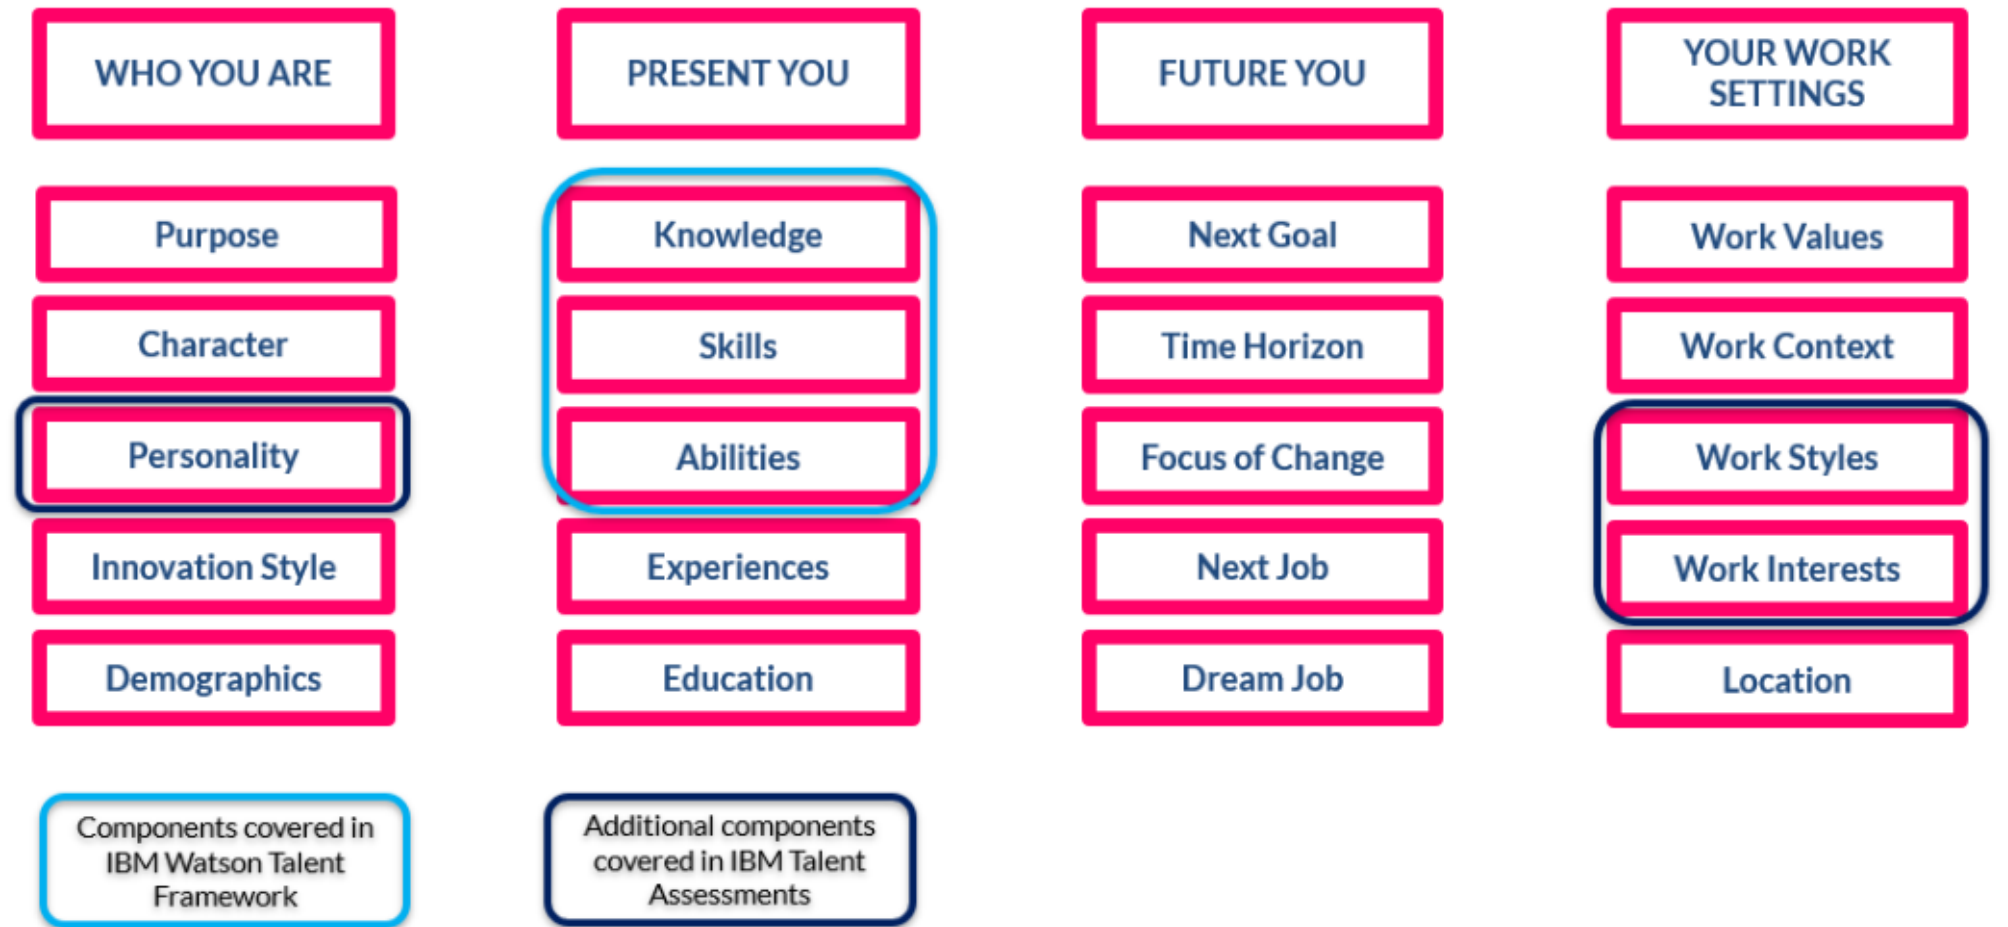 WHO YOU ARE
PRESENT YOU
FUTURE YOU
YOUR WORK
SETTINGS
Purpose
Knowledge
Next Goal
Work Values
Character
Skills
Time Horizon
Work Context
Personality
Abilities
Focus of Change
Work Styles
Innovation Style
Experiences
Next Job
Work Interests
Demographics
Education
Dream Job
Location
Components covered in
IBM Watson Talent
Framework
Additional components
covered in IBM Talent
Assessments